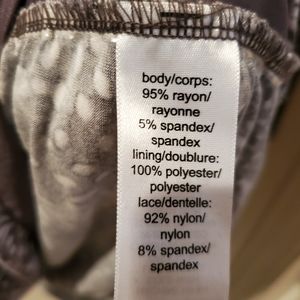 body/corps:
95% rayon/
rayonne
5% spandex/
spandex
lining/doublure:
100% polyester/
polyester
lace/dentelle:
92% nylon/
nylon
8% spandex/
spandex